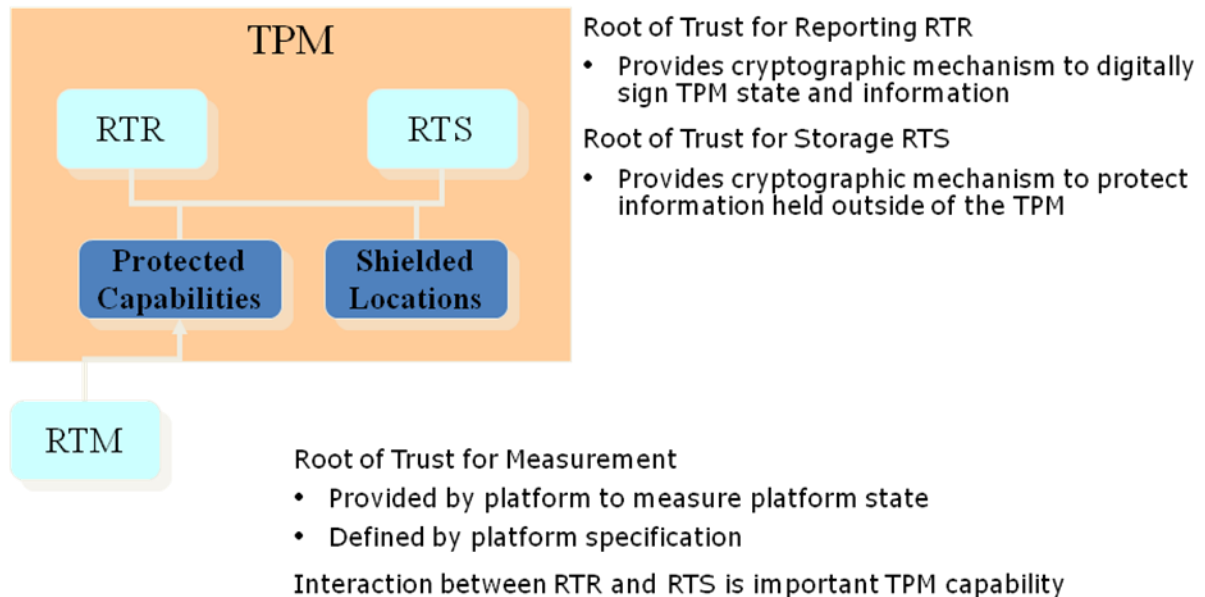 TPM
RTR
RTS
Protected
Capabilities
Shielded
Locations
RTM
Root of Trust for Reporting RTR
• Provides cryptographic mechanism to digitally
sign TPM state and information
Root of Trust for Storage RTS
• Provides cryptographic mechanism to protect
information held outside of the TPM
Root of Trust for Measurement
• Provided by platform to measure platform state
• Defined by platform specification
Interaction between RTR and RTS is important TPM capability